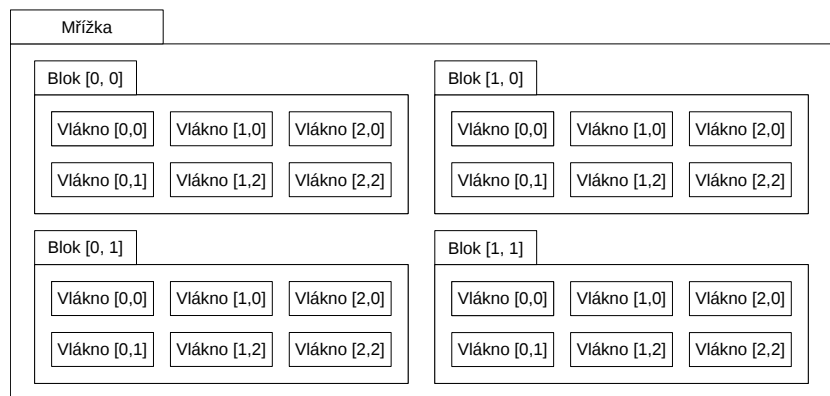 Mřížka
Blok [0, 0]
Vlákno [0,0] Vlákno [1,0] Vlákno [2,0]
Vlákno [0,1] Vlákno [1,2] Vlákno [2,2]
Blok [1, 0]
Vlákno [0,0] Vlákno [1,0] Vlákno [2,0]
Vlákno [0,1] Vlákno [1,2] Vlákno [2,2]
Blok [0, 1]
Vlákno [0,0] Vlákno [1,0] Vlákno [2,0]
Vlákno [0,1] Vlákno [1,2] Vlákno [2,2]
Blok [1, 1]
Vlákno [0,0] Vlákno [1,0] Vlákno [2,0]
Vlákno [0,1] Vlákno [1,2] Vlákno [2,2]